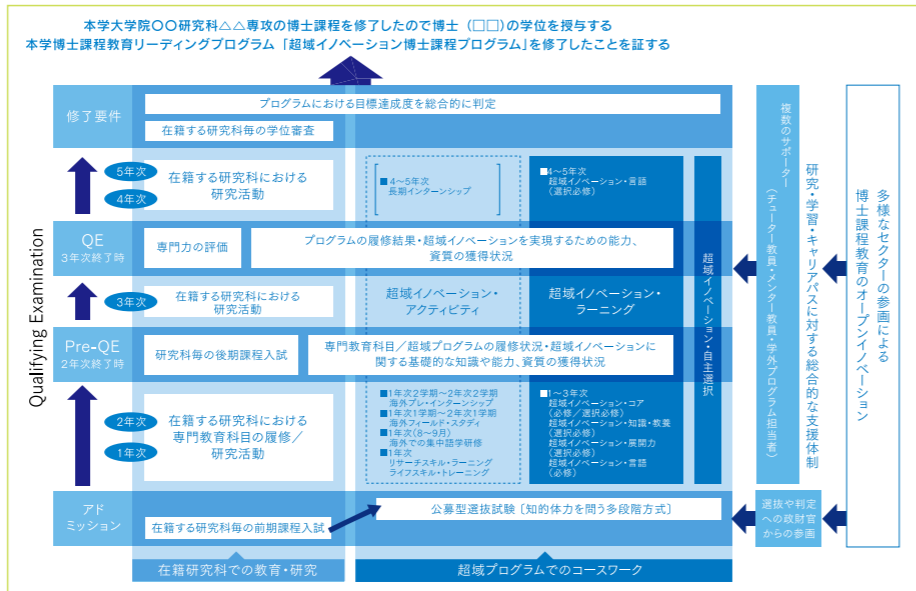 本学大学院〇〇研究科△△専攻の博士課程を修了したので博士（□□）の学位を授与する
本学博士課程教育リーディングプログラム「超域イノベーション博士課程プログラム」を修了したことを証する
修了要件
プログラムにおける目標達成度を総合的に判定
在籍する研究科毎の学位審査
5年次
4年次
在籍する研究科における
研究活動
■4〜5年次
長期インターンシップ
■4〜5年次
超域イノベーション・言語
（選択必修）
Qualifying Examination
QE
3年次終了時
専門力の評価
プログラムの履修結果・超域イノベーションを実現するための能力、
資質の獲得状況
3年次
在籍する研究科における
研究活動
超域イノベーション・
アクティビティ
超域イノベーション・
ラーニング
超域イノベーション・自主選択
Pre-QE
2年次終了時
研究科毎の後期課程入試
専門教育科目／超域プログラムの履修状況・超域イノベーションに
関する基礎的な知識や能力、資質の獲得状況
2年次
1年次
在籍する研究科における
専門教育科目の履修／
研究活動
■1年次2学期〜2年次2学期
海外プレ・インターンシップ
■1年次1学期〜2年次1学期
海外フィールド・スタディ
■1年次（8〜9月）
海外での集中語学研修
■1年次
リサーチスキル・ラーニング
ライフスキル・トレーニング
■1〜3年次
超域イノベーション・コア
（必修／選択必修）
超域イノベーション・知識・教養
（選択必修）
超域イノベーション・展開力
（選択必修）
超域イノベーション・言語
（必修）
アド
ミッション
在籍する研究科毎の前期課程入試
公募型選抜試験〔知的体力を問う多段階方式〕
在籍研究科での教育・研究
超域プログラムでのコースワーク
複数のサポーター
（チューター教員・メンター教員・学外プログラム担当者）
研究・学習・キャリアパスに対する総合的な支援体制
選抜や判定
への政財官
からの参画
多様なセクターの参画による
博士課程教育のオープンイノベーション